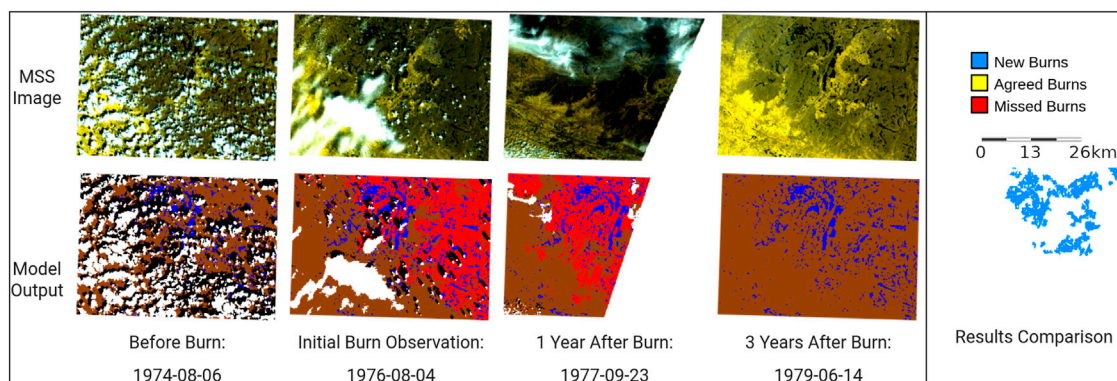 MSS
Image
Model
Output
Before Burn:
1974-08-06
Initial Burn Observation:
1976-08-04
1 Year After Burn:
1977-09-23
3 Years After Burn:
1979-06-14
New Burns
Agreed Burns
Missed Burns
0 13 26km
Results Comparison